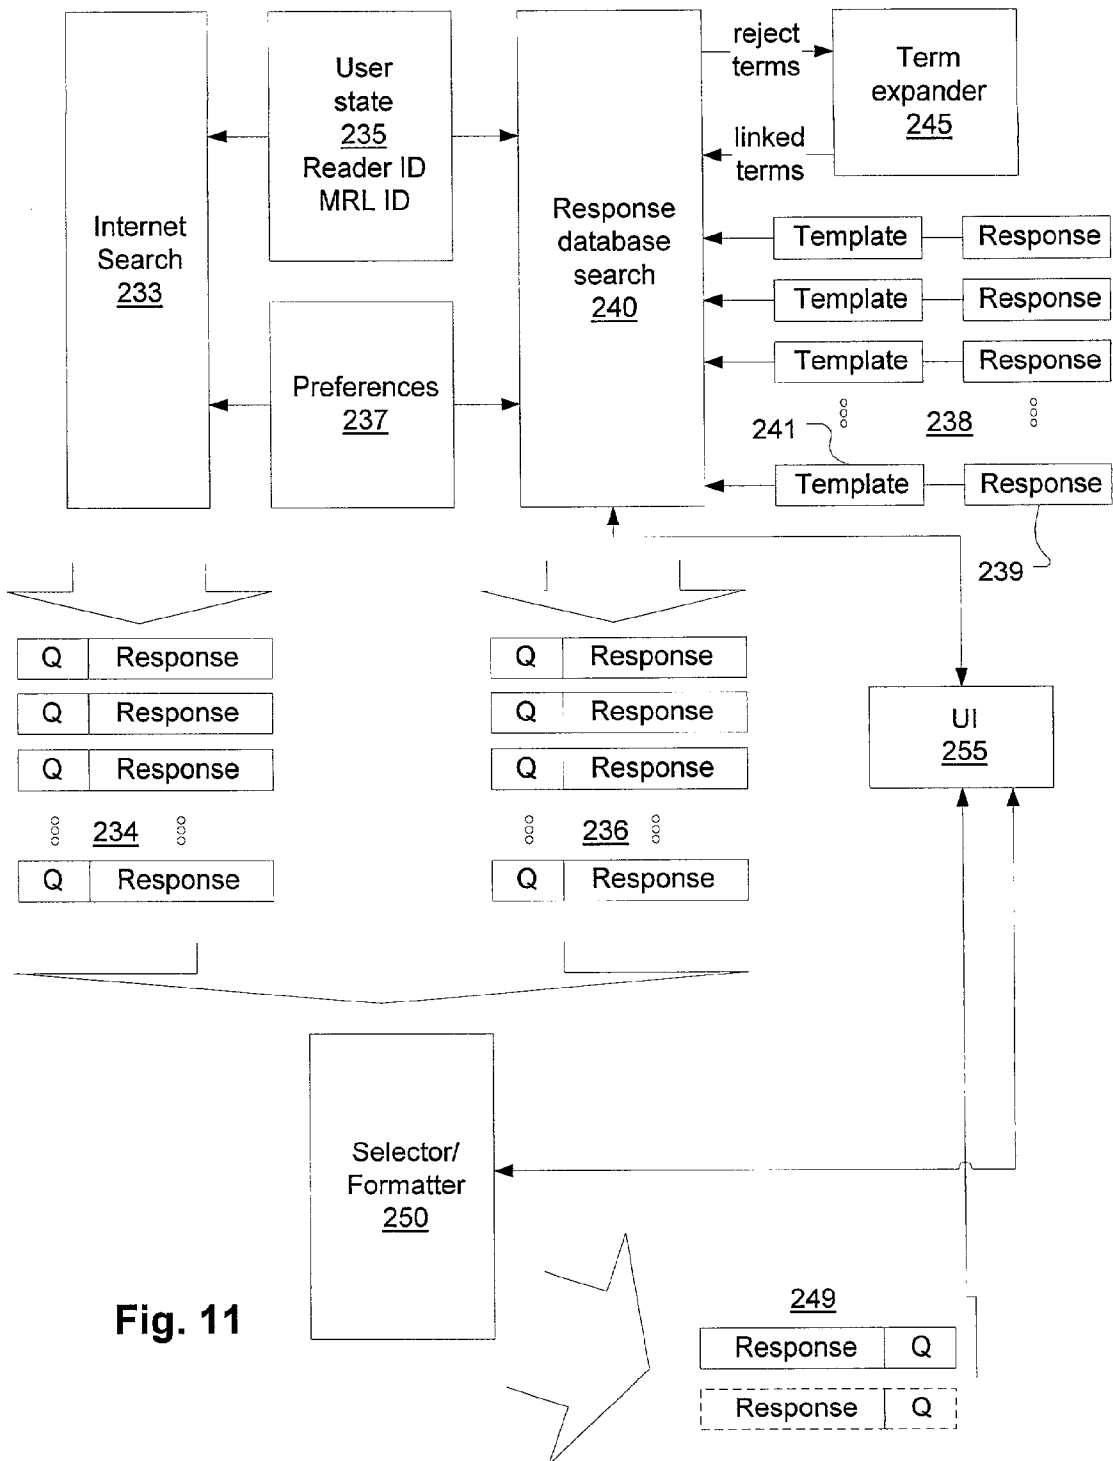 Internet
Search
233
User
state
235
Reader ID
MRL ID
Preferences
237
Response
database
search
240
reject
terms
linked
terms
Term
expander
245
Template Response
Template Response
Template Response
238
241
Template Response
239
Q Response
Q Response
Q Response
234
Q Response
Q Response
Q Response
Q Response
236
Q Response
UI
255
Selector/
Formatter
250
249
Response Q
Response Q
Fig. 11